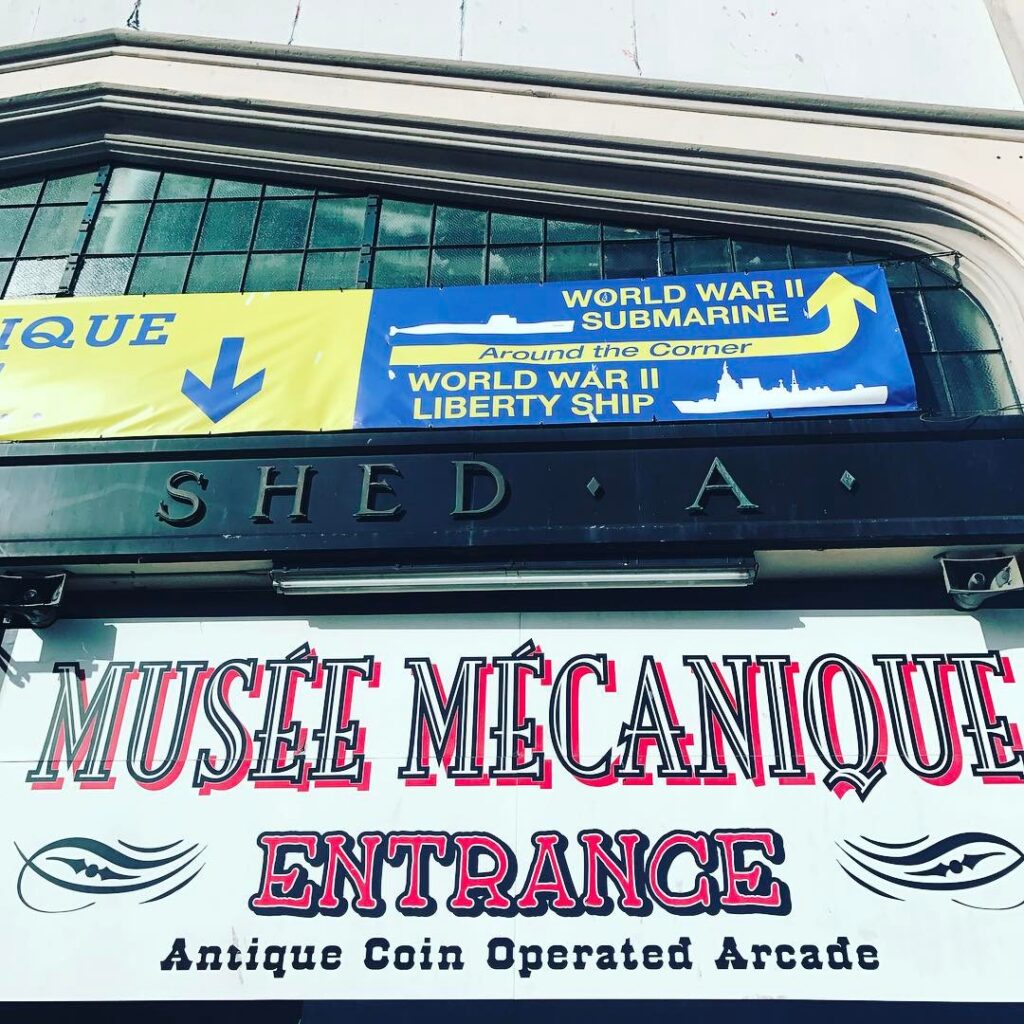 IQUE
WORLD WAR II
SUBMARINE
Around the Corner
WORLD WAR II
LIBERTY SHIP
SHED · A ·
MUSÉE MÉCANIQUE
ENTRANCE
Antique Coin Operated Arcade